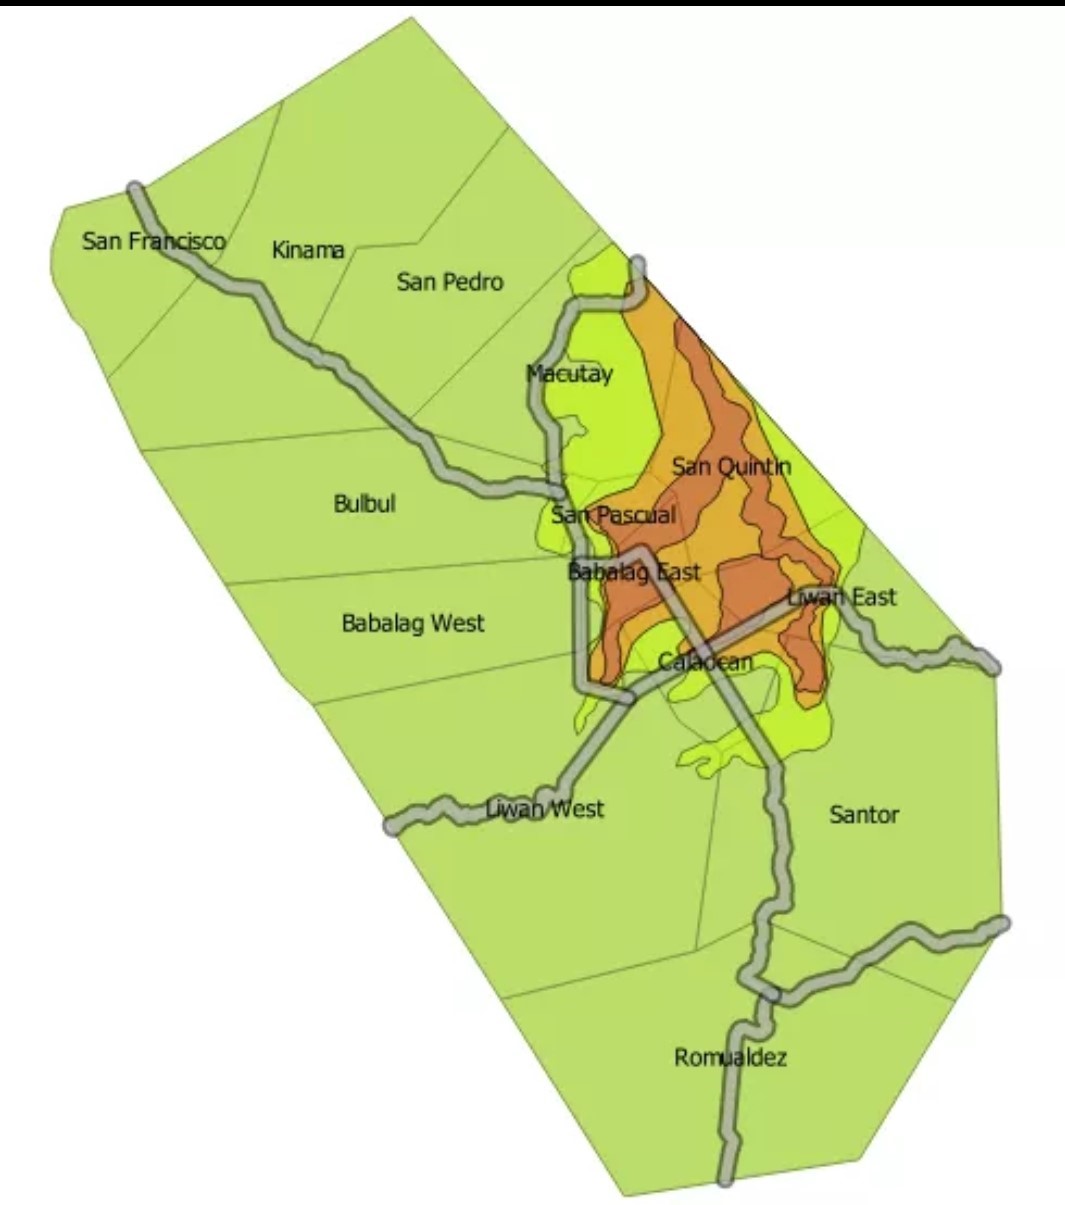 San Francisco
Kinama
San Pedro
Macutay
San Quintin
Bulbul
San Pascual
Babalag East
Liwan East
Babalag West
Calaocan
Liwan West
Santor
Romualdez